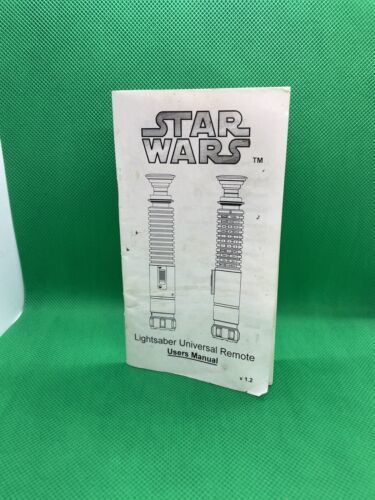 STAR
WARS TM
Lightsaber Universal Remote
Users Manual
v 1.2